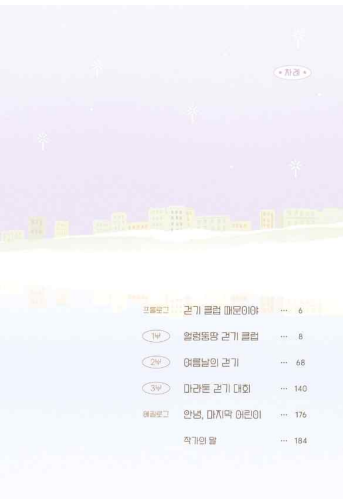 • 차례 •
프롤로그 걷기 클럽 때문이야 ... 6
1부 얼렁뚱땅 걷기 클럽 ... 8
2부 여름날의 걷기 ... 68
3부 마라톤 걷기 대회 ... 140
에필로그 안녕, 마지막 어린이 ... 176
작가의 말 ... 184